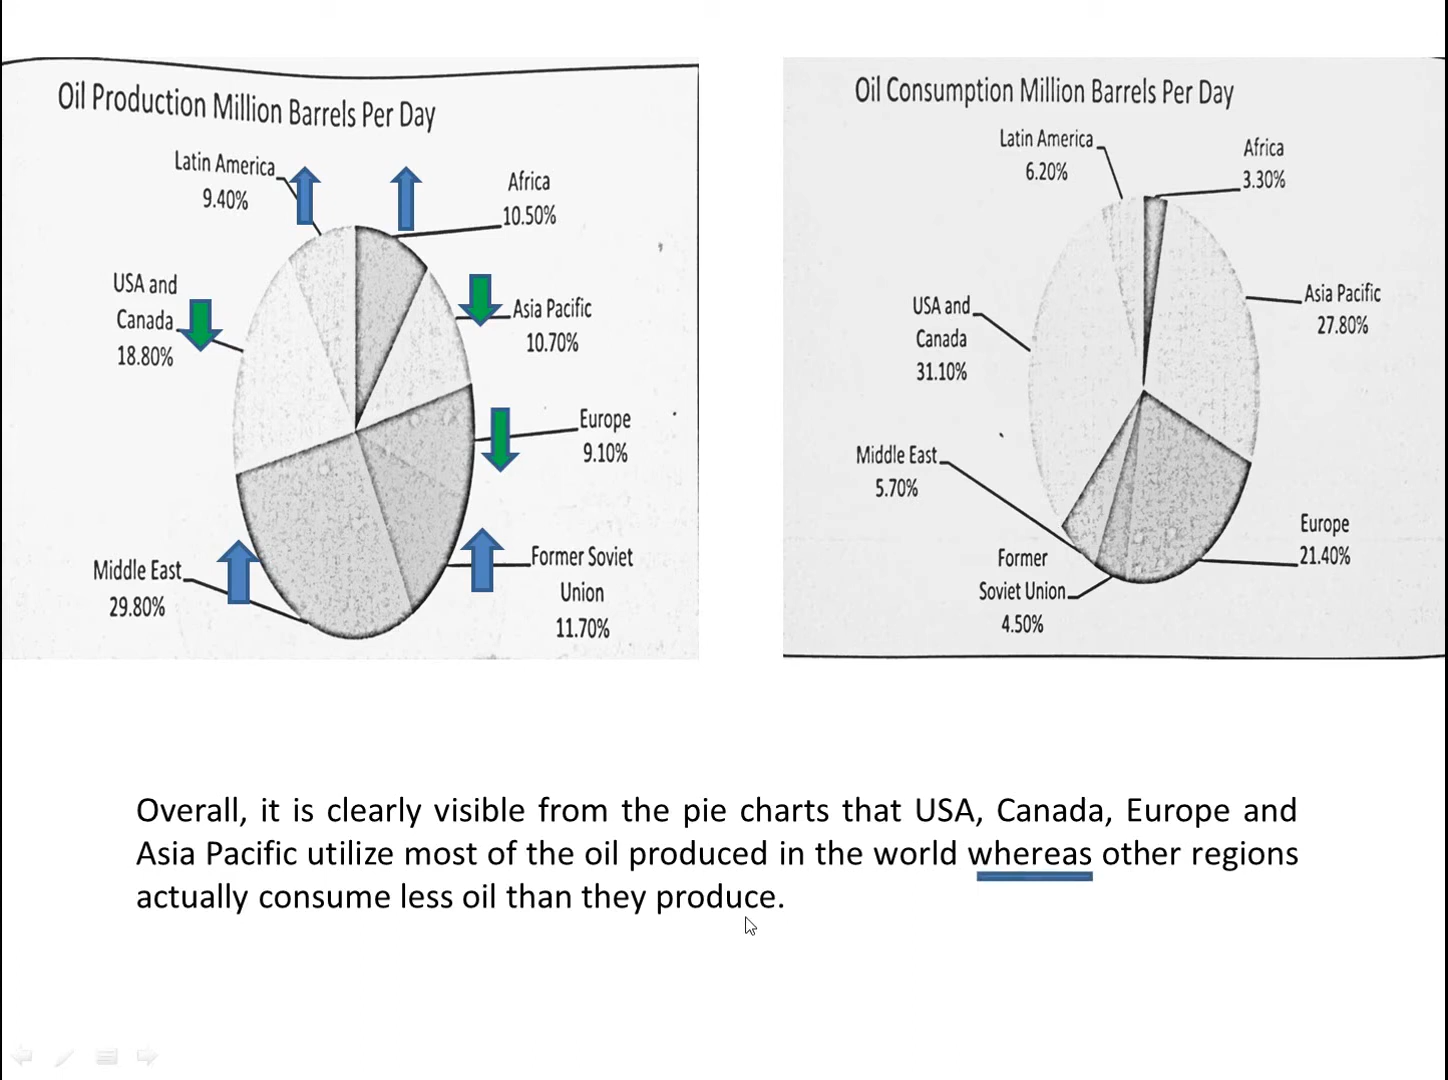 Oil Production Million Barrels Per Day
Latin America
9.40%
Africa
10.50%
USA and
Canada
18.80%
Asia Pacific
10.70%
Europe
9.10%
Middle East
29.80%
Former Soviet
Union
11.70%
Oil Consumption Million Barrels Per Day
Latin America
6.20%
Africa
3.30%
USA and
Canada
31.10%
Asia Pacific
27.80%
Middle East
5.70%
Europe
21.40%
Former
Soviet Union
4.50%
Overall, it is clearly visible from the pie charts that USA, Canada, Europe and
Asia Pacific utilize most of the oil produced in the world whereas other regions
actually consume less oil than they produce.